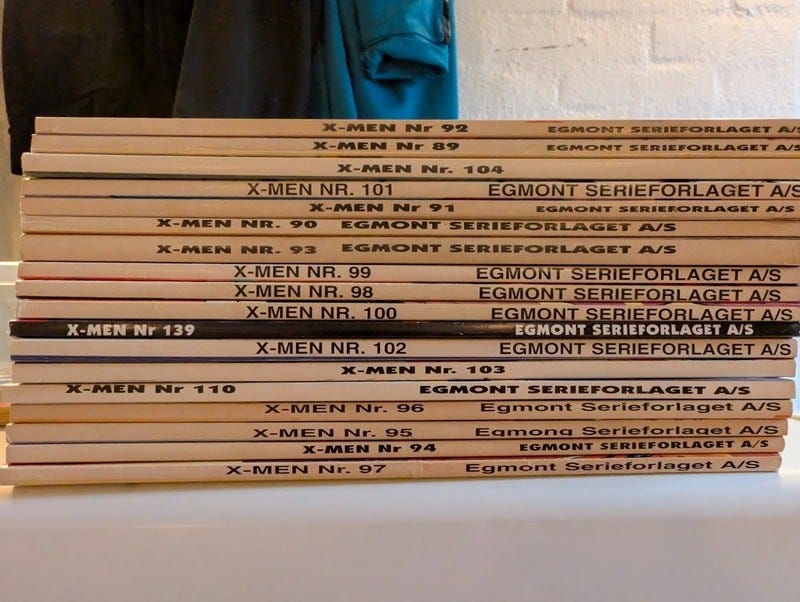 X-MEN Nr 92 EGMONT SERIEFORLAGET A/S
X-MEN Nr 89 EGMONT SERIEFORLAGET A/S
X-MEN Nr. 104
X-MEN NR. 101 EGMONT SERIEFORLAGET A/S
X-MEN Nr 91 EGMONT SERIEFORLAGET A/S
X-MEN NR. 90 EGMONT SERIEFORLAGET A/S
X-MEN NR. 93 EGMONT SERIEFORLAGET A/S
X-MEN NR. 99 EGMONT SERIEFORLAGET A/S
X-MEN NR. 98 EGMONT SERIEFORLAGET A/S
X-MEN NR. 100 EGMONT SERIEFORLAGET A/S
X-MEN Nr 139 EGMONT SERIEFORLAGET A/S
X-MEN NR. 102 EGMONT SERIEFORLAGET A/S
X-MEN NR. 103
X-MEN Nr 110 EGMONT SERIEFORLAGET A/S
X-MEN Nr. 96 Egmont Serieforlaget A/S
X-MEN Nr. 95 Egmong Serieforlaget A/S
X-MEN Nr 94 EGMONT SERIEFORLAGET A/S
X-MEN Nr. 97 Egmont Serieforlaget A/S